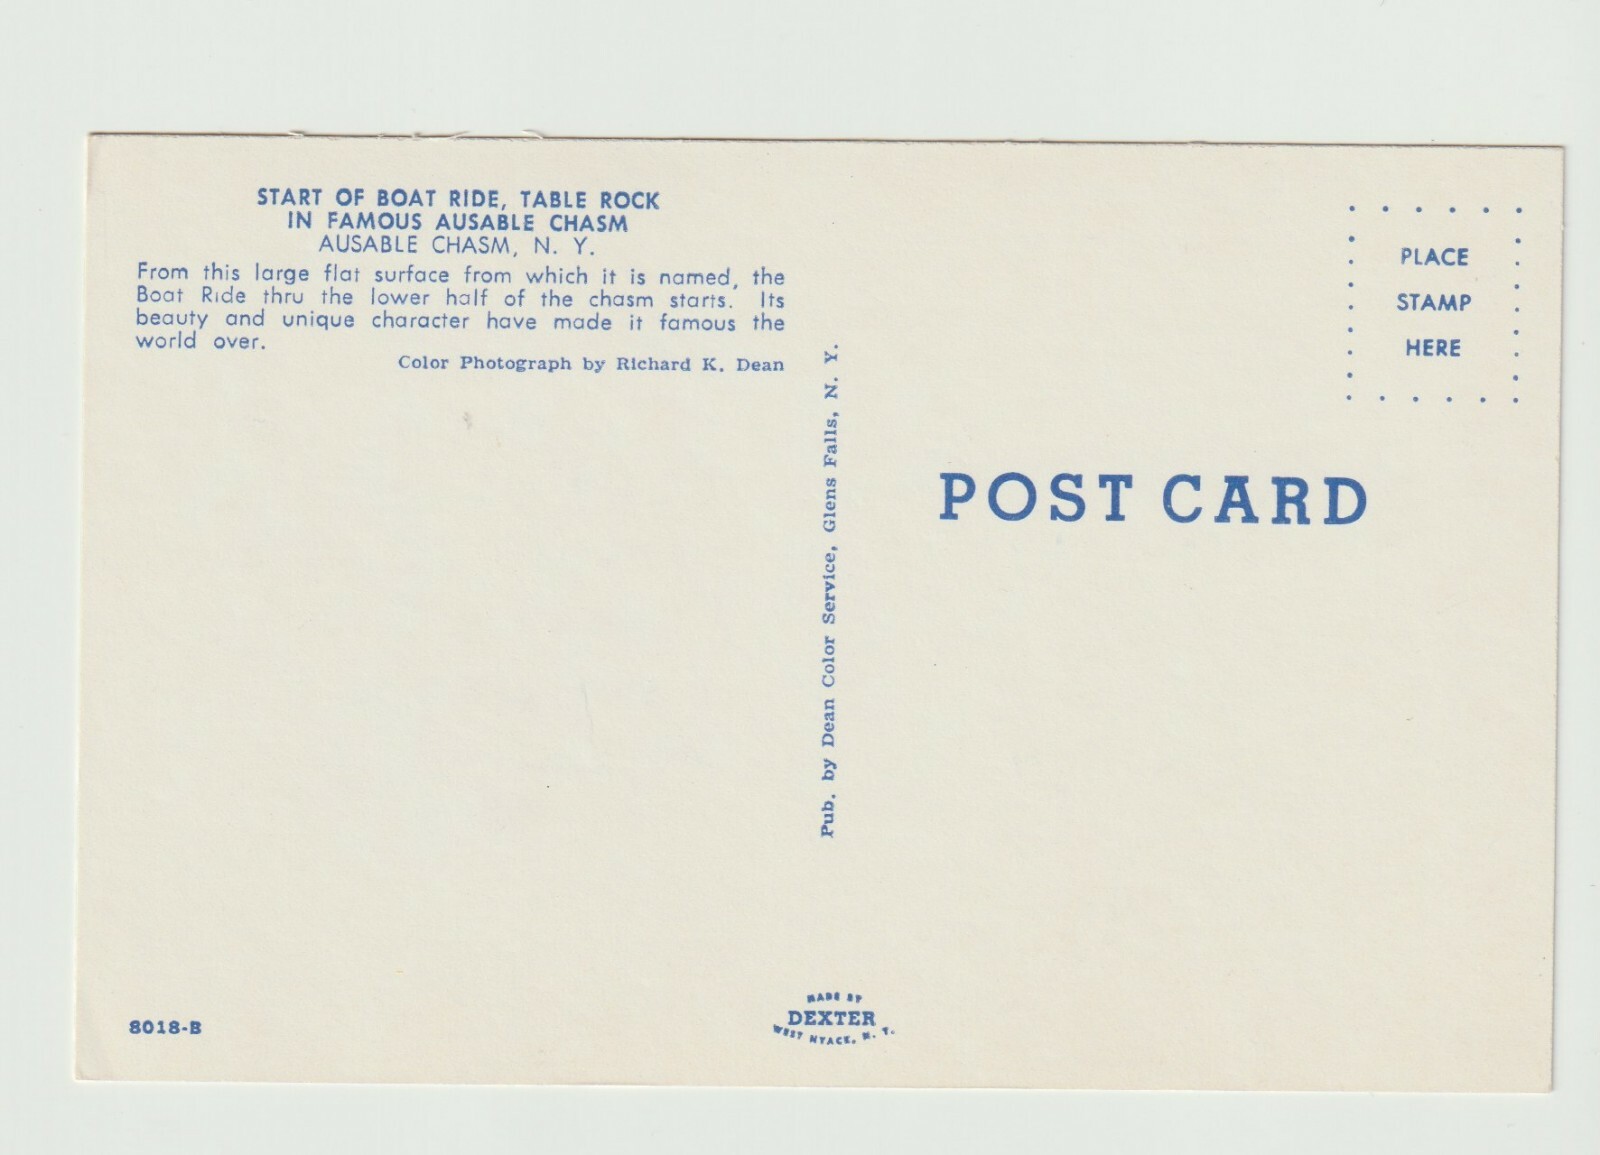 START OF BOAT RIDE, TABLE ROCK
IN FAMOUS AUSABLE CHASM
AUSABLE CHASM, N. Y.
From this large flat surface from which it is named, the
Boat Ride thru the lower half of the chasm starts. Its
beauty and unique character have made it famous the
world over.
Color Photograph by Richard K. Dean
Pub. by Dean Color Service, Glens Falls, N. Y.
PLACE
STAMP
HERE
POST CARD
8018-B
MADE BY
DEXTER
WEST NYACK, N. Y.